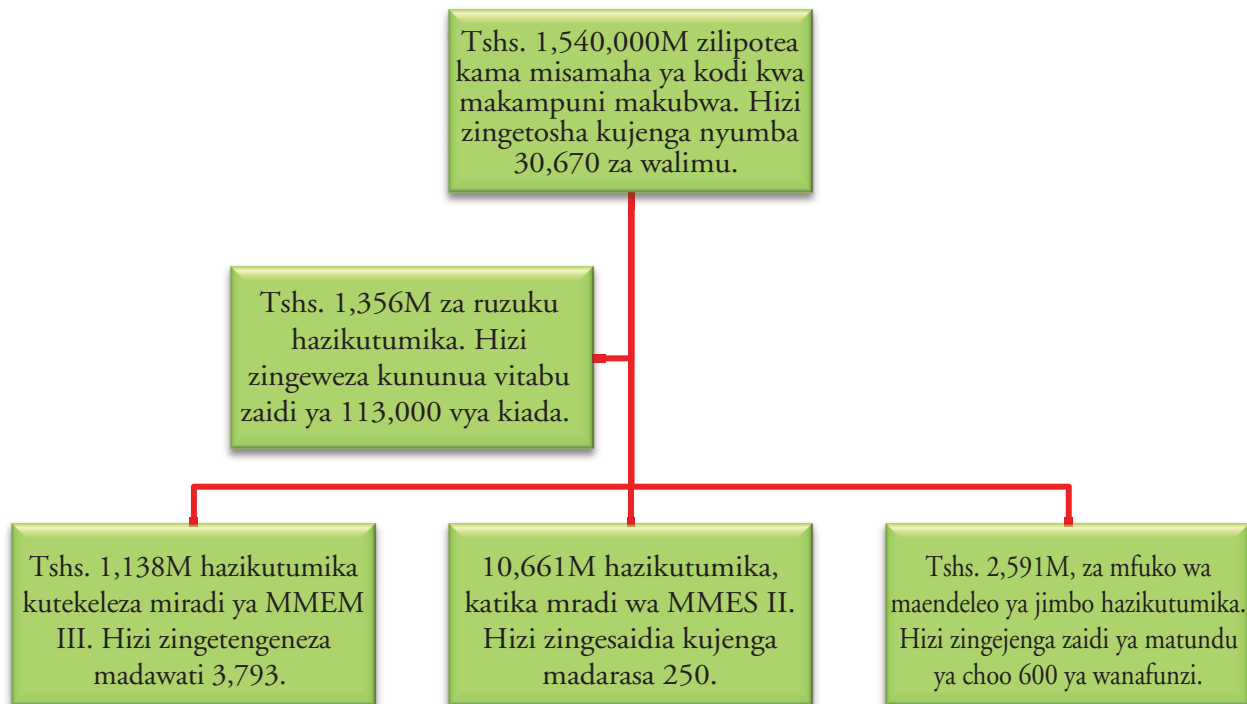 Tshs. 1,540,000M zilipotea
kama misamaha ya kodi kwa
makampuni makubwa. Hizi
zingetosha kujenga nyumba
30,670 za walimu.
Tshs. 1,356M za ruzuku
hazikutumika. Hizi
zingeweza kununua vitabu
zaidi ya 113,000 vya kiada.
Tshs. 1,138M hazikutumika
kutekeleza miradi ya MMEM
III. Hizi zingetengeneza
madawati 3,793.
10,661M hazikutumika,
katika mradi wa MMES II.
Hizi zingesaidia kujenga
madarasa 250.
Tshs. 2,591M, za mfuko wa
maendeleo ya jimbo hazikutumika.
Hizi zingejenga zaidi ya matundu
ya choo 600 ya wanafunzi.